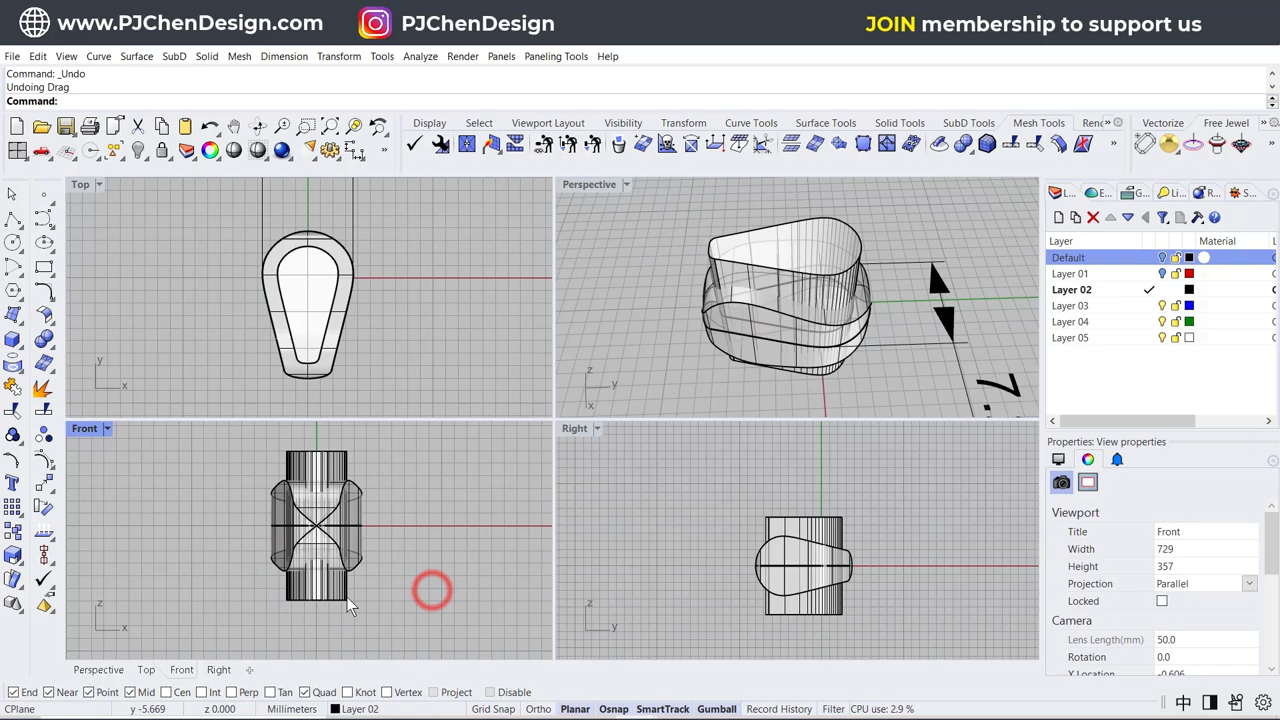 www.PJChenDesign.com
PJChenDesign
JOIN membership to support us
File Edit View Curve Surface SubD Solid Mesh Dimension Transform Tools Analyze Render Panels Paneling Tools Help
Command: _Undo
Undoing Drag
Command:
Display Select Viewport Layout Visibility Transform Curve Tools Surface Tools Solid Tools SubD Tools Mesh Tools Rend Vectorize Free Jewel
Top
Perspective
Layer Material
Default
Layer 01
Layer 02
Layer 03
Layer 04
Layer 05
y
x
z
y
x
Front
Right
Properties: View properties
Viewport
Title Front
Width 729
Height 357
Projection Parallel
Locked
Camera
Lens Length(mm) 50.0
Rotation 0.0
X Location -0.606
z
x
z
y
Perspective Top Front Right
End Near Point Mid Cen Int Perp Tan Quad Knot Vertex Project Disable
CPlane y -5.669 z 0.000 Millimeters Layer 02 Grid Snap Ortho Planar Osnap SmartTrack Gumball Record History Filter CPU use: 2.9 %
中